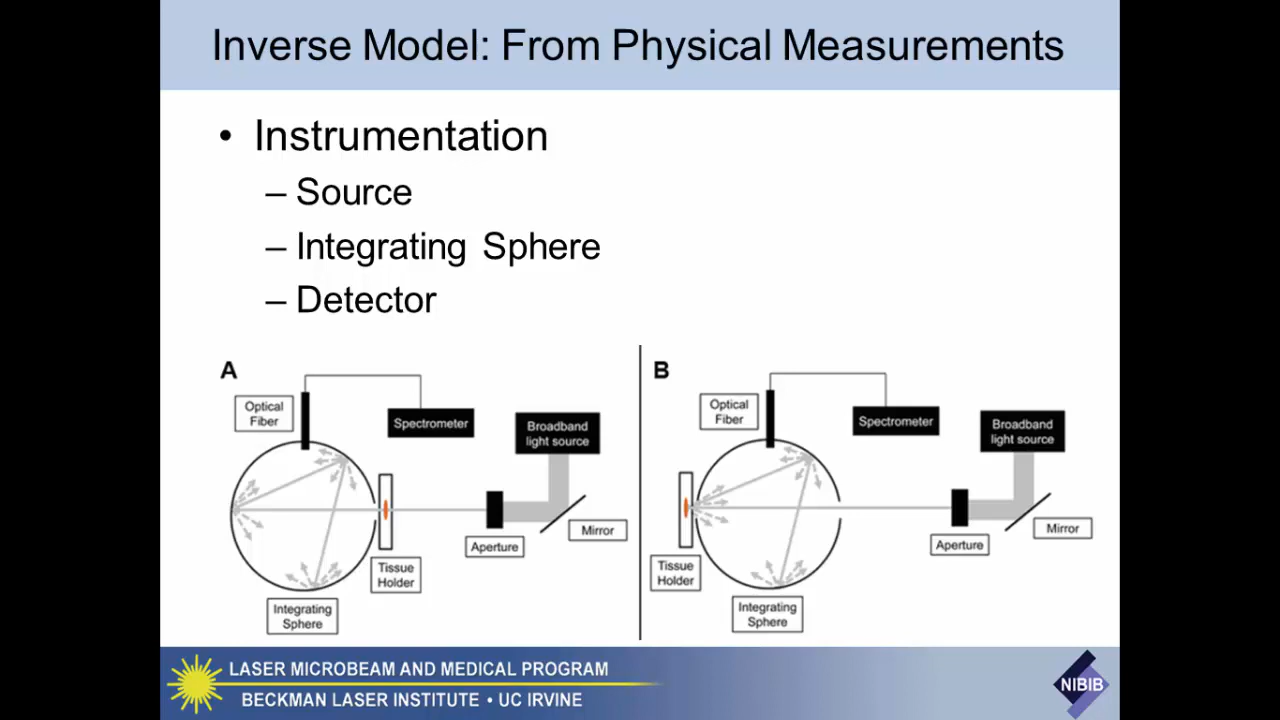 Inverse Model: From Physical Measurements
• Instrumentation
– Source
– Integrating Sphere
– Detector
A
Optical
Fiber
Spectrometer
Broadband
light source
Mirror
Aperture
Tissue
Holder
Integrating
Sphere
B
Optical
Fiber
Spectrometer
Broadband
light source
Mirror
Aperture
Tissue
Holder
Integrating
Sphere
LASER MICROBEAM AND MEDICAL PROGRAM
BECKMAN LASER INSTITUTE • UC IRVINE
NIBIB